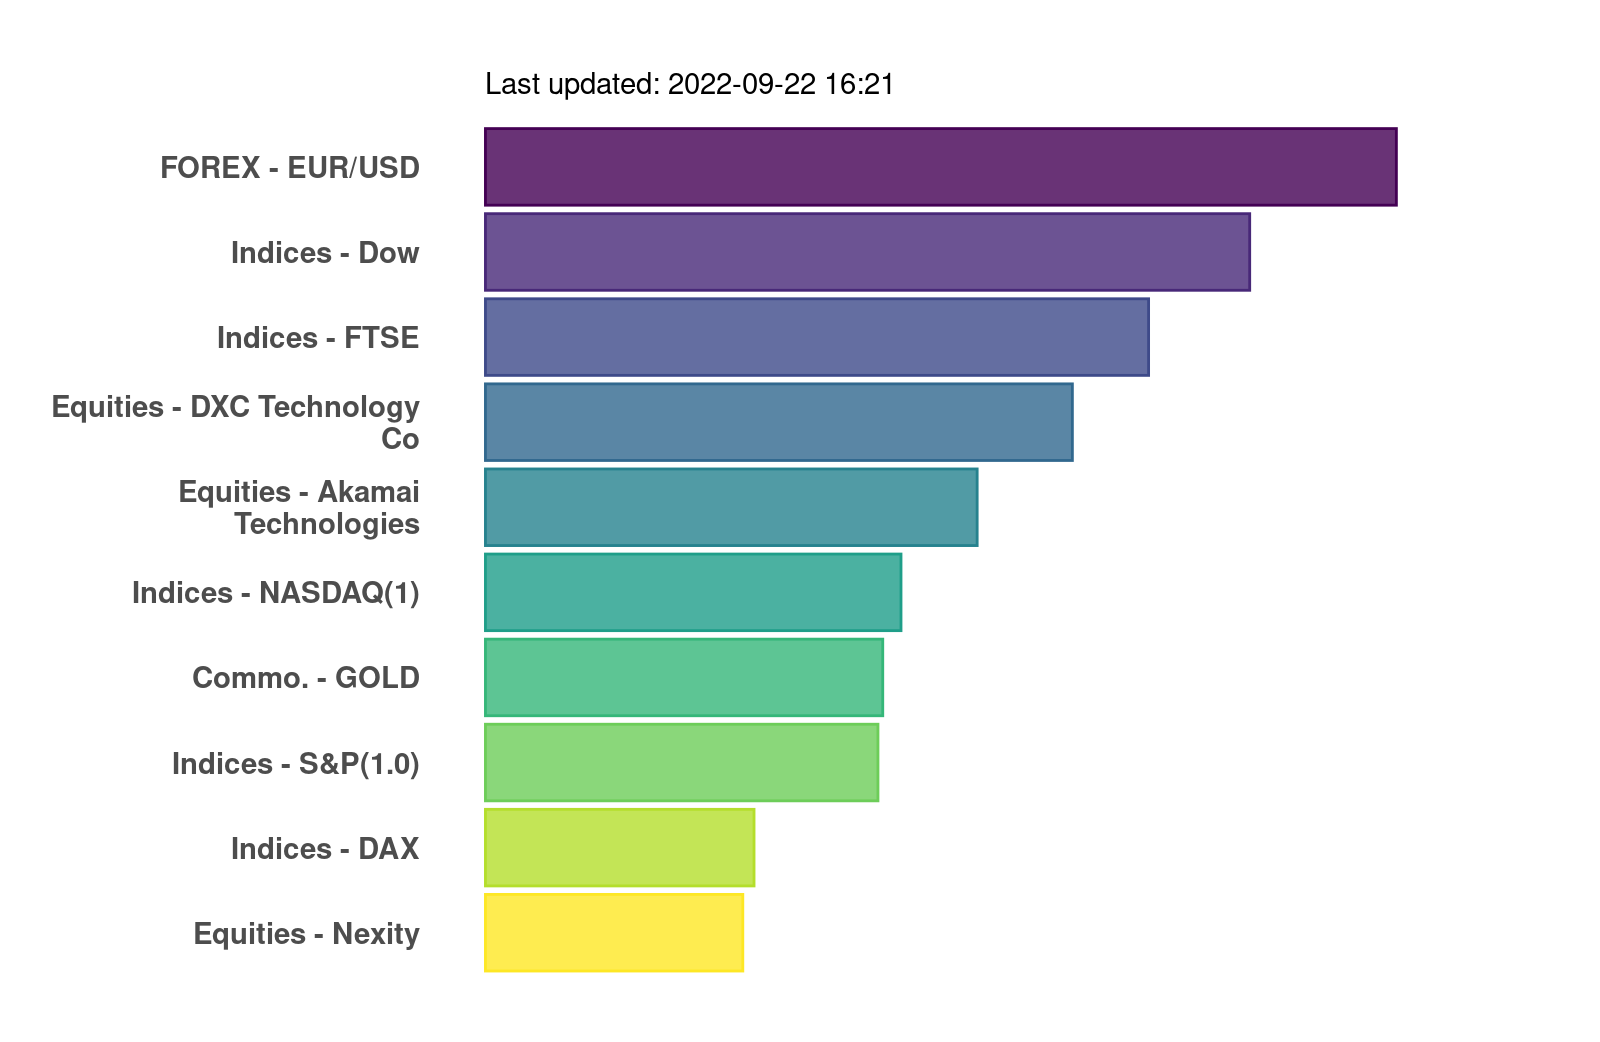 Last updated: 2022-09-22 16:21
FOREX - EUR/USD
Indices - Dow
Indices - FTSE
Equities - DXC Technology
Co
Equities - Akamai
Technologies
Indices - NASDAQ(1)
Commo. - GOLD
Indices - S&P(1.0)
Indices - DAX
Equities - Nexity